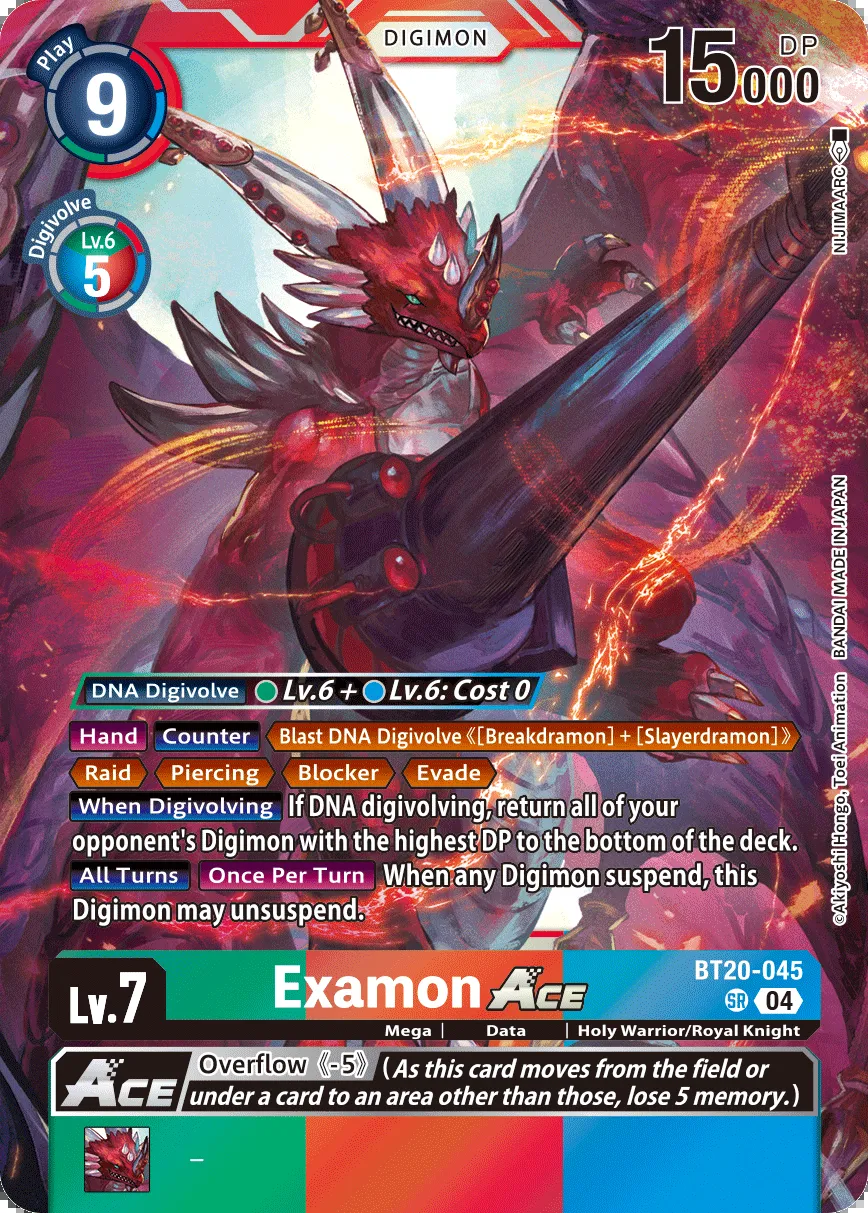 DIGIMON
Play
9
DP
15000
Digivolve
Lv.6
5
NIJIMAARC
BANDAI MADE IN JAPAN
©Akiyoshi Hongo, Toei Animation
DNA Digivolve Lv.6 + Lv.6: Cost 0
Hand Counter Blast DNA Digivolve《[Breakdramon] + [Slayerdramon]》
Raid Piercing Blocker Evade
When Digivolving If DNA digivolving, return all of your
opponent's Digimon with the highest DP to the bottom of the deck.
All Turns Once Per Turn When any Digimon suspend, this
Digimon may unsuspend.
Lv.7
Examon ACE
BT20-045
SR 04
Mega | Data | Holy Warrior/Royal Knight
ACE
Overflow《-5》(As this card moves from the field or
under a card to an area other than those, lose 5 memory.)
–